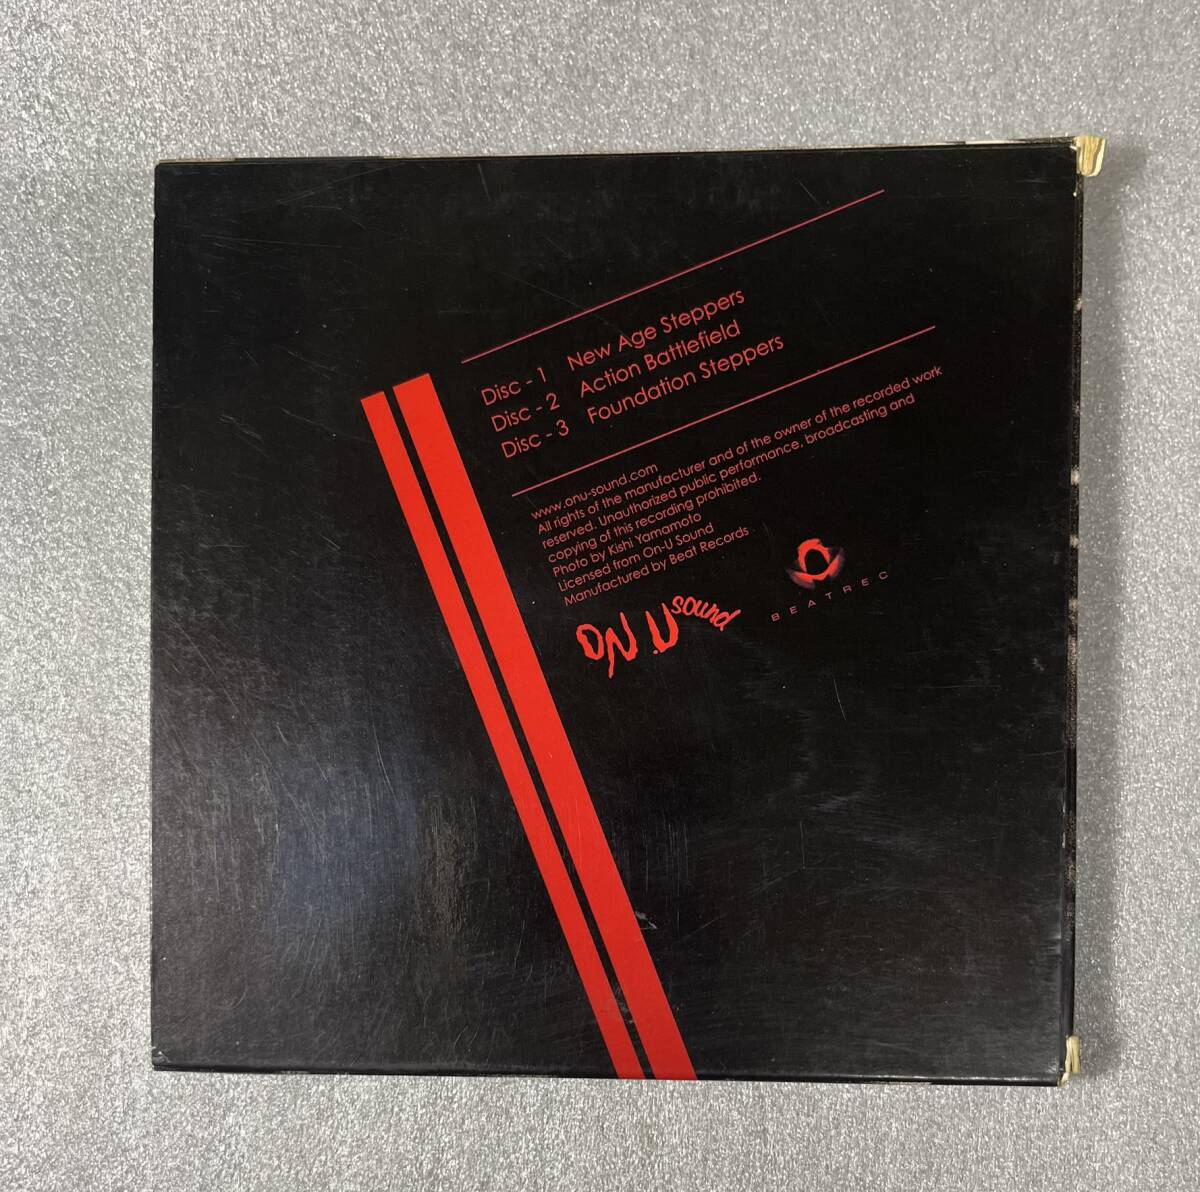 Disc - 1 New Age Steppers
Disc - 2 Action Battlefield
Disc - 3 Foundation Steppers
www.onu-sound.com
All rights of the manufacturer and of the owner of the recorded work
reserved. Unauthorized public performance, broadcasting and
copying of this recording prohibited.
Photo by Kishi Yamamoto
Licensed from On-U Sound
Manufactured by Beat Records
ON.U sound
BEATREC